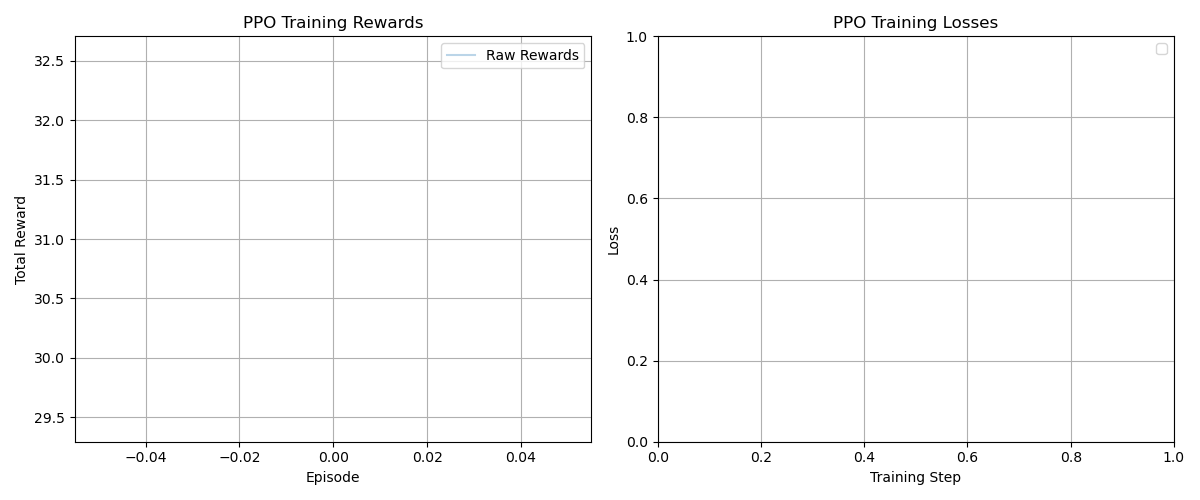 PPO Training Rewards
Raw Rewards
32.5
32.0
31.5
31.0
30.5
30.0
29.5
Total Reward
−0.04 −0.02 0.00 0.02 0.04
Episode
PPO Training Losses
1.0
0.8
0.6
0.4
0.2
0.0
Loss
0.0 0.2 0.4 0.6 0.8 1.0
Training Step